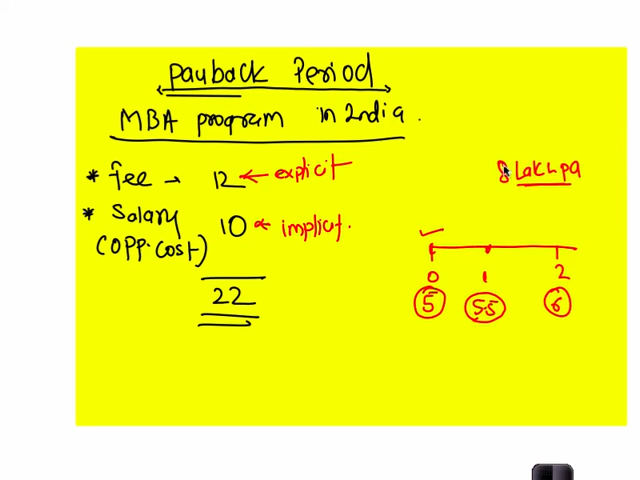 Payback Period
MBA program in India.
* fee → 12 ← explicit
8 Lakh pa
* Salary 10 ← implicit.
(opp. cost)
22
0 1 2
5 5.5 6